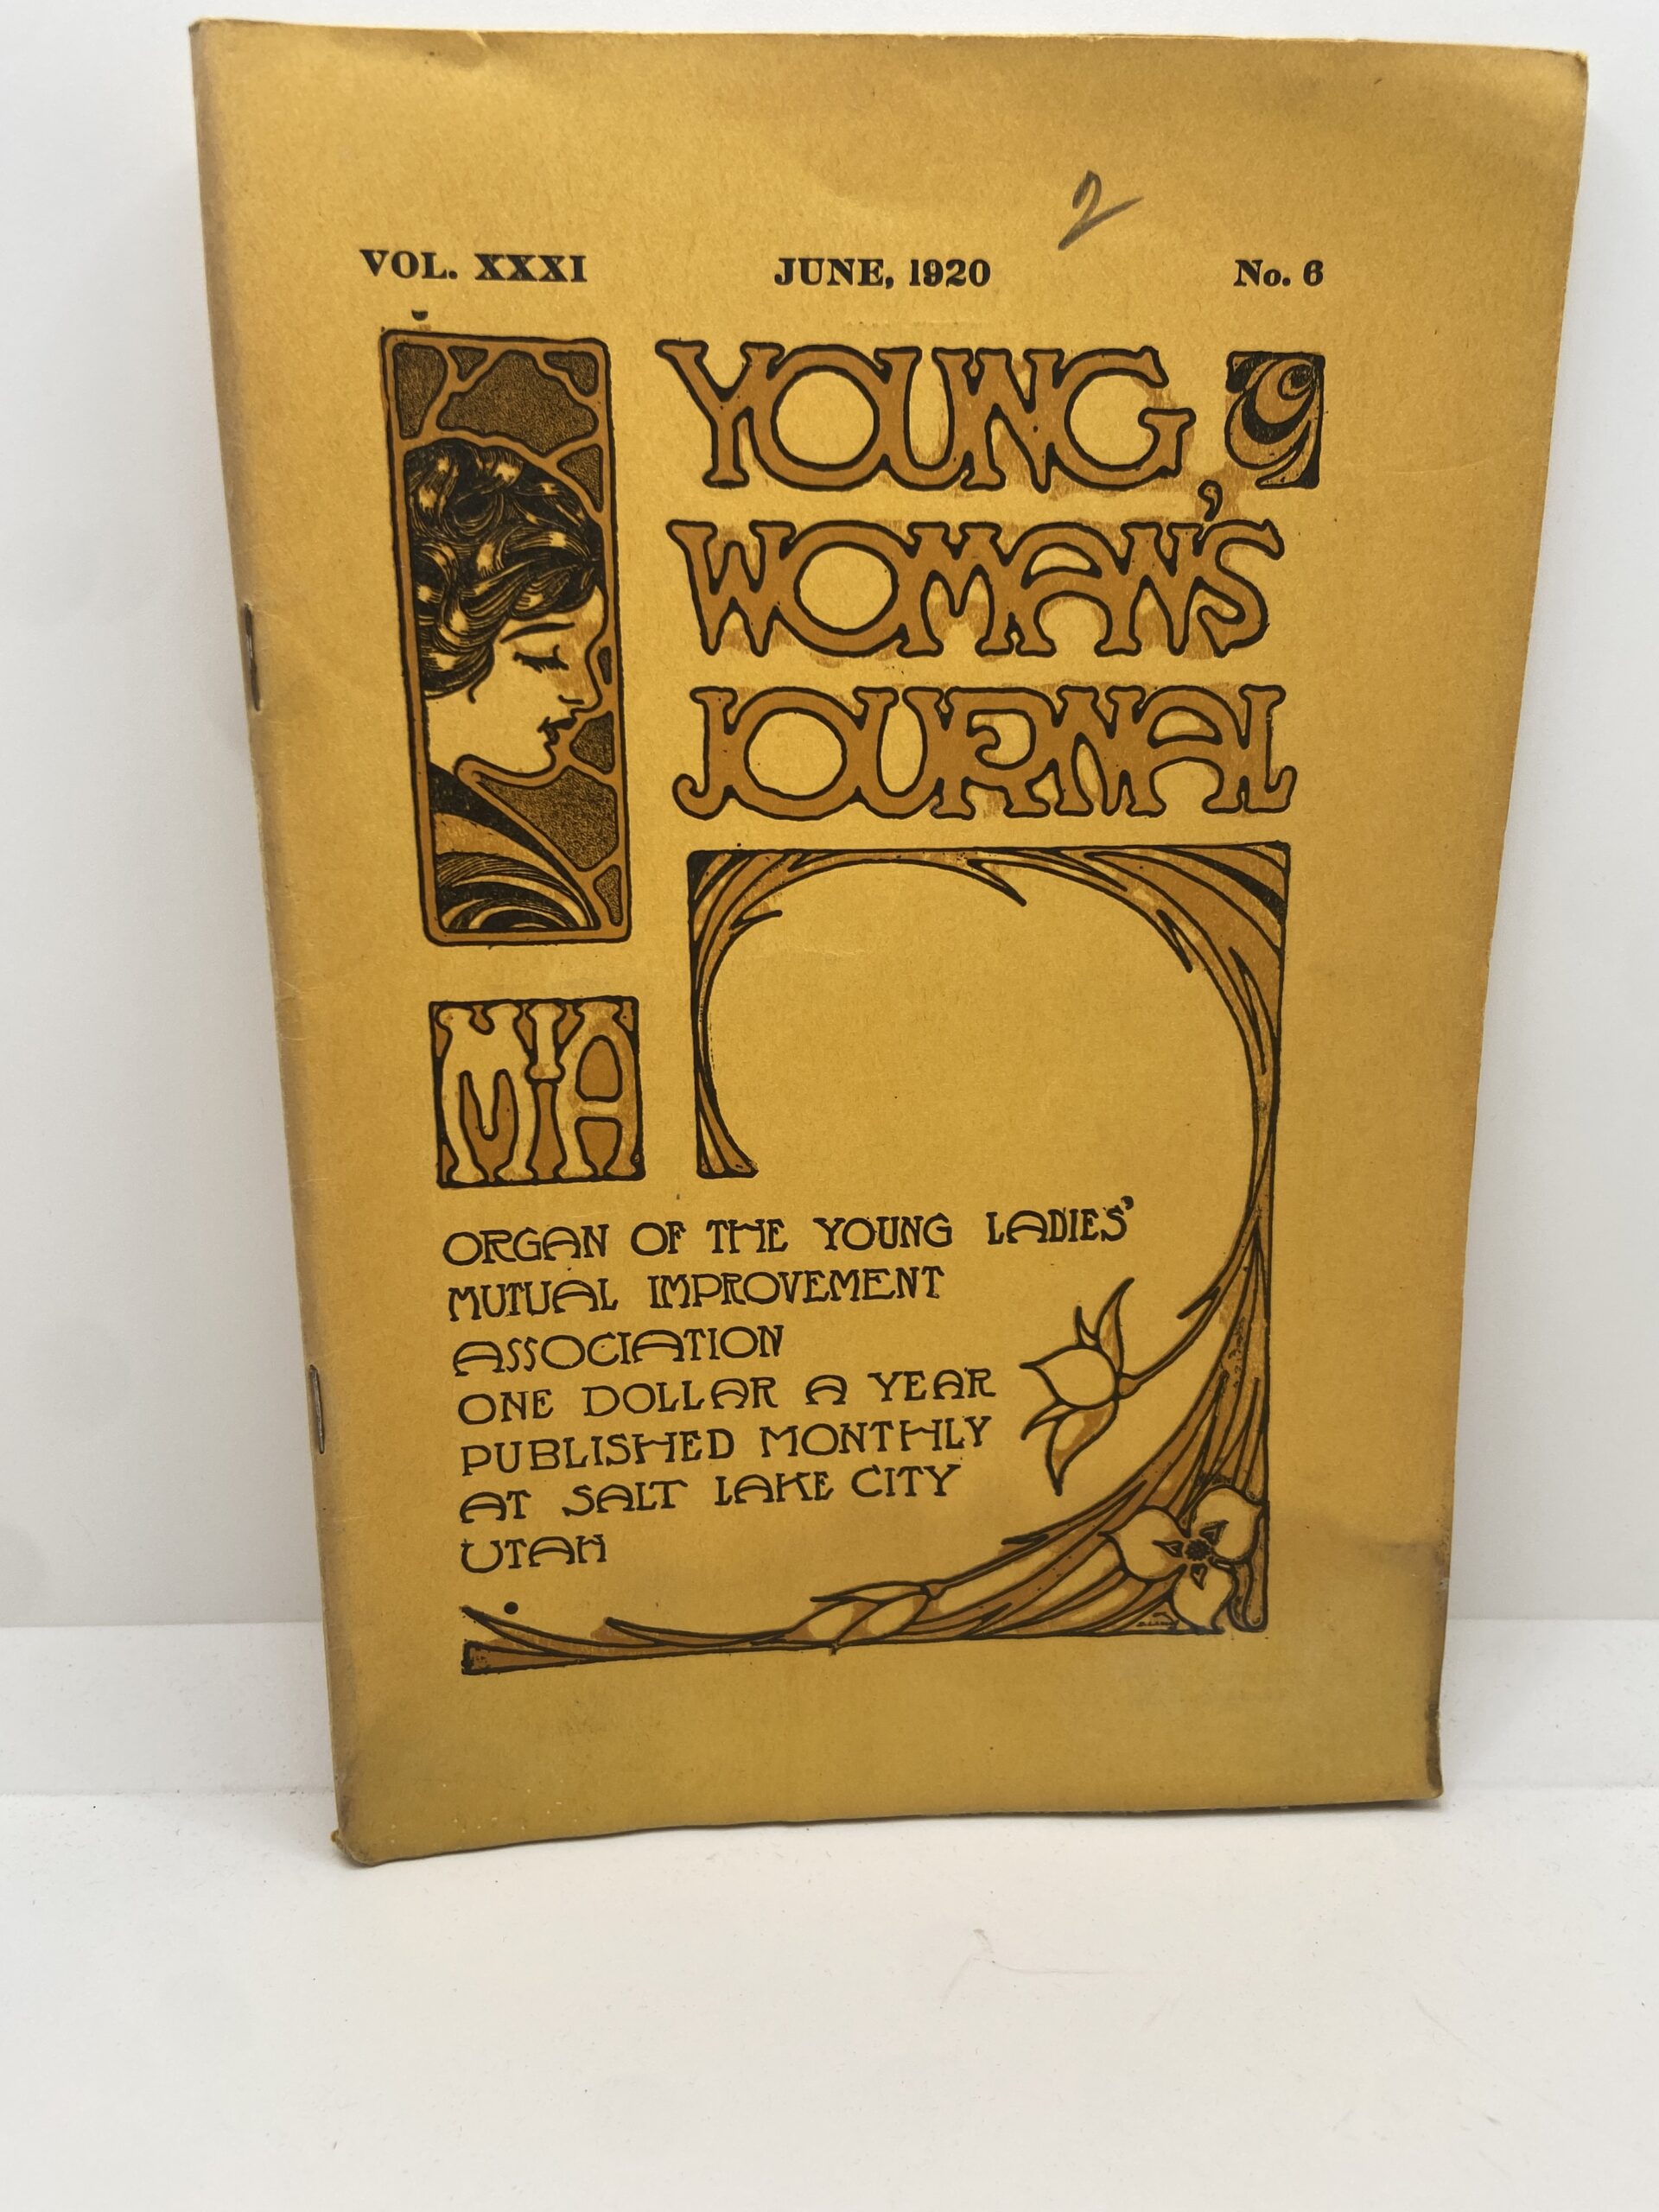 2
VOL. XXXI JUNE, 1920 No. 6
YOUNG
WOMAN'S
JOURNAL
MIA
ORGAN OF THE YOUNG LADIES'
MUTUAL IMPROVEMENT
ASSOCIATION
ONE DOLLAR A YEAR
PUBLISHED MONTHLY
AT SALT LAKE CITY
UTAH